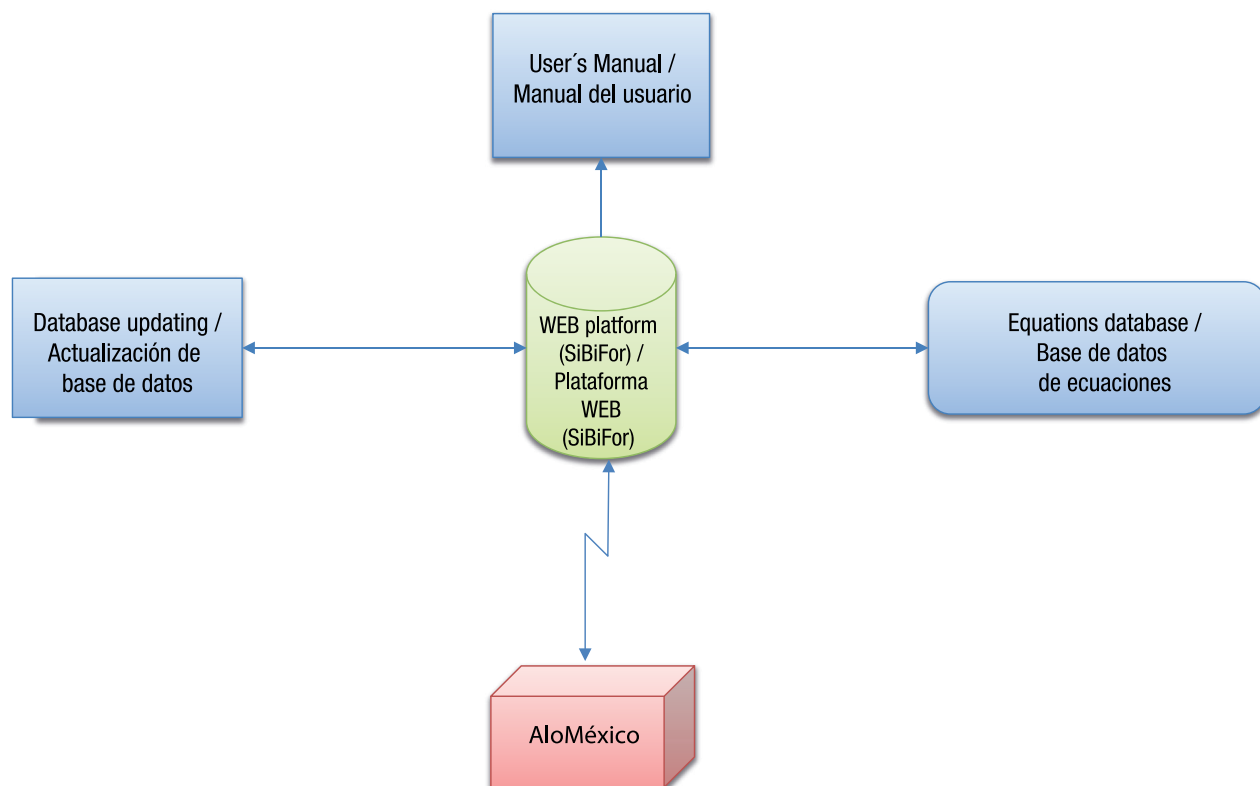 User´s Manual /
Manual del usuario
Database updating /
Actualización de
base de datos
WEB platform
(SiBiFor) /
Plataforma
WEB
(SiBiFor)
Equations database /
Base de datos
de ecuaciones
AloMéxico